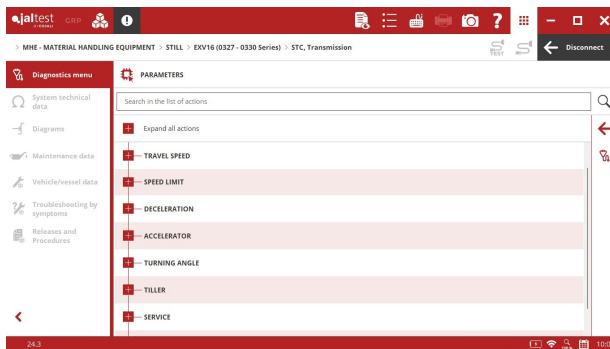 jaltest GRP
> MHE - MATERIAL HANDLING EQUIPMENT > STILL > EXV16 (0327 - 0330 Series) > STC, Transmission
TEST
Disconnect
Diagnostics menu
System technical
data
Diagrams
Maintenance data
Vehicle/vessel data
Troubleshooting by
symptoms
Releases and
Procedures
PARAMETERS
Search in the list of actions
Expand all actions
TRAVEL SPEED
SPEED LIMIT
DECELERATION
ACCELERATOR
TURNING ANGLE
TILLER
SERVICE
24.3